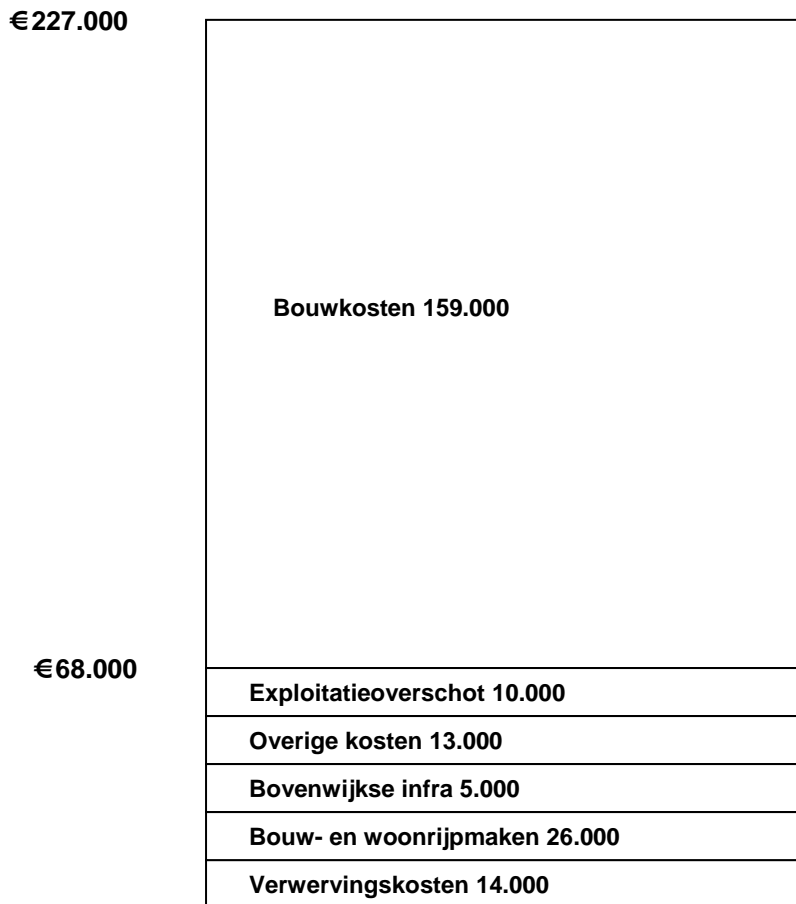 €227.000
Bouwkosten 159.000
€68.000
Exploitatieoverschot 10.000
Overige kosten 13.000
Bovenwijkse infra 5.000
Bouw- en woonrijpmaken 26.000
Verwervingskosten 14.000